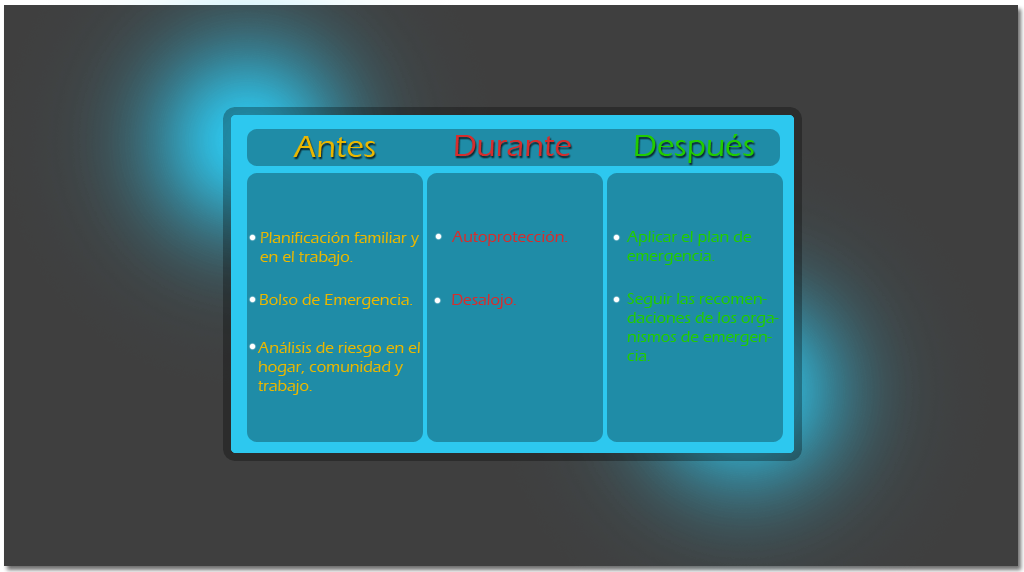 Antes Durante Después
Planificación familiar y
en el trabajo.
Bolso de Emergencia.
Análisis de riesgo en el
hogar, comunidad y
trabajo.
Autoprotección.
Desalojo.
Aplicar el plan de
emergencia.
Seguir las recomen-
daciones de los orga-
nismos de emergen-
cia.